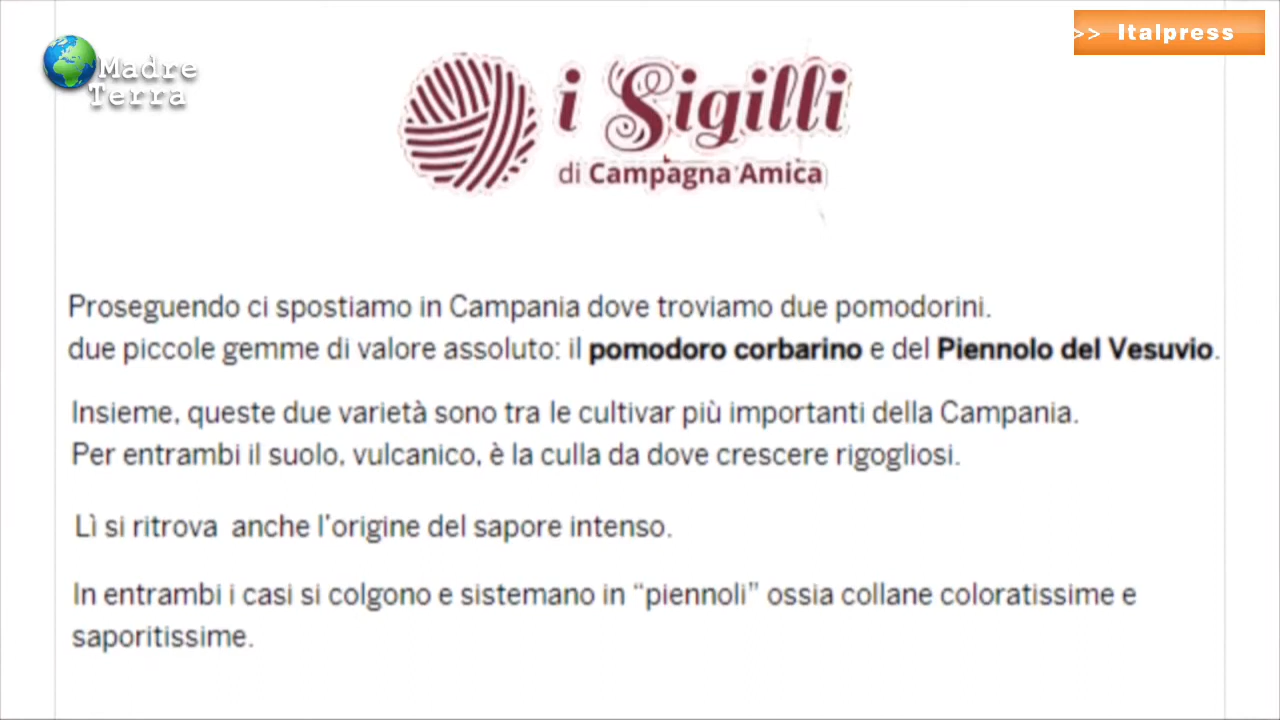 Madre
Terra
>> Italpress
i Sigilli
di Campagna Amica
Proseguendo ci spostiamo in Campania dove troviamo due pomodorini.
due piccole gemme di valore assoluto: il pomodoro corbarino e del Piennolo del Vesuvio.
Insieme, queste due varietà sono tra le cultivar più importanti della Campania.
Per entrambi il suolo, vulcanico, è la culla da dove crescere rigogliosi.
Lì si ritrova anche l'origine del sapore intenso.
In entrambi i casi si colgono e sistemano in “piennoli” ossia collane coloratissime e
saporitissime.